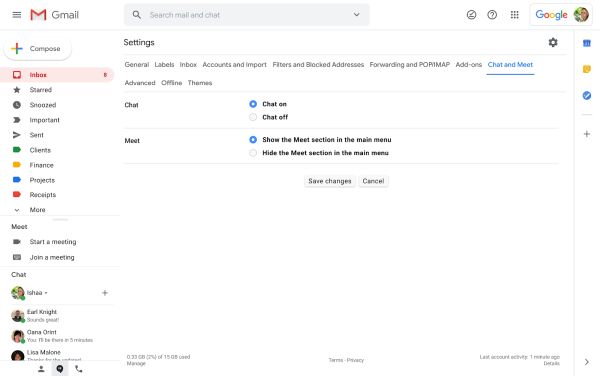 Gmail
Search mail and chat
Google
Compose
Settings
General Labels Inbox Accounts and Import Filters and Blocked Addresses Forwarding and POP/IMAP Add-ons Chat and Meet
Advanced Offline Themes
Inbox 8
Starred
Snoozed
Important
Sent
Clients
Finance
Projects
Receipts
More
Chat
Chat on
Chat off
Meet
Show the Meet section in the main menu
Hide the Meet section in the main menu
Save changes Cancel
Meet
Start a meeting
Join a meeting
Chat
Ishaa
Earl Knight
Sounds great!
Oana Orint
You: I'll be there in 5 minutes
Lisa Malone
Thanks for the updates!
0.33 GB (2%) of 15 GB used
Manage
Terms - Privacy
Last account activity: 1 minute ago
Details